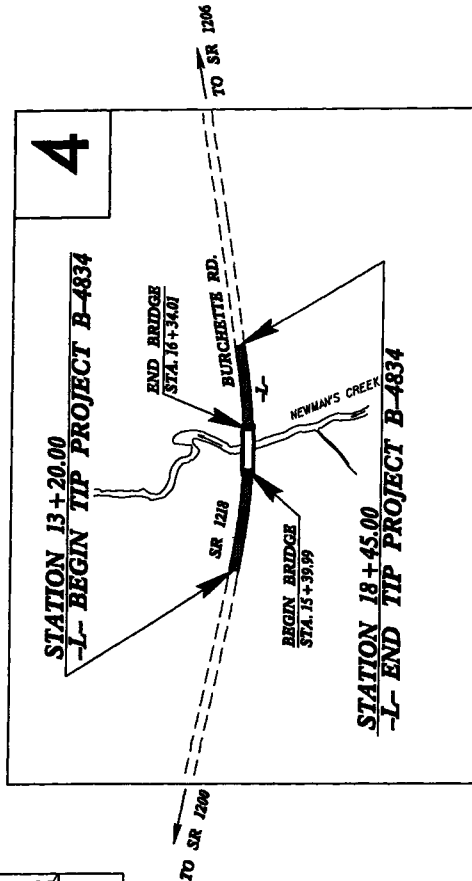 4
STATION 13+20.00
-L- BEGIN TIP PROJECT B-4834
END BRIDGE
STA. 16+34.01
TO SR 1206
BURCHETTE RD.
-L-
SR 1218
NEWMAN'S CREEK
TO SR 1200
BEGIN BRIDGE
STA. 15+39.99
STATION 18+45.00
-L- END TIP PROJECT B-4834